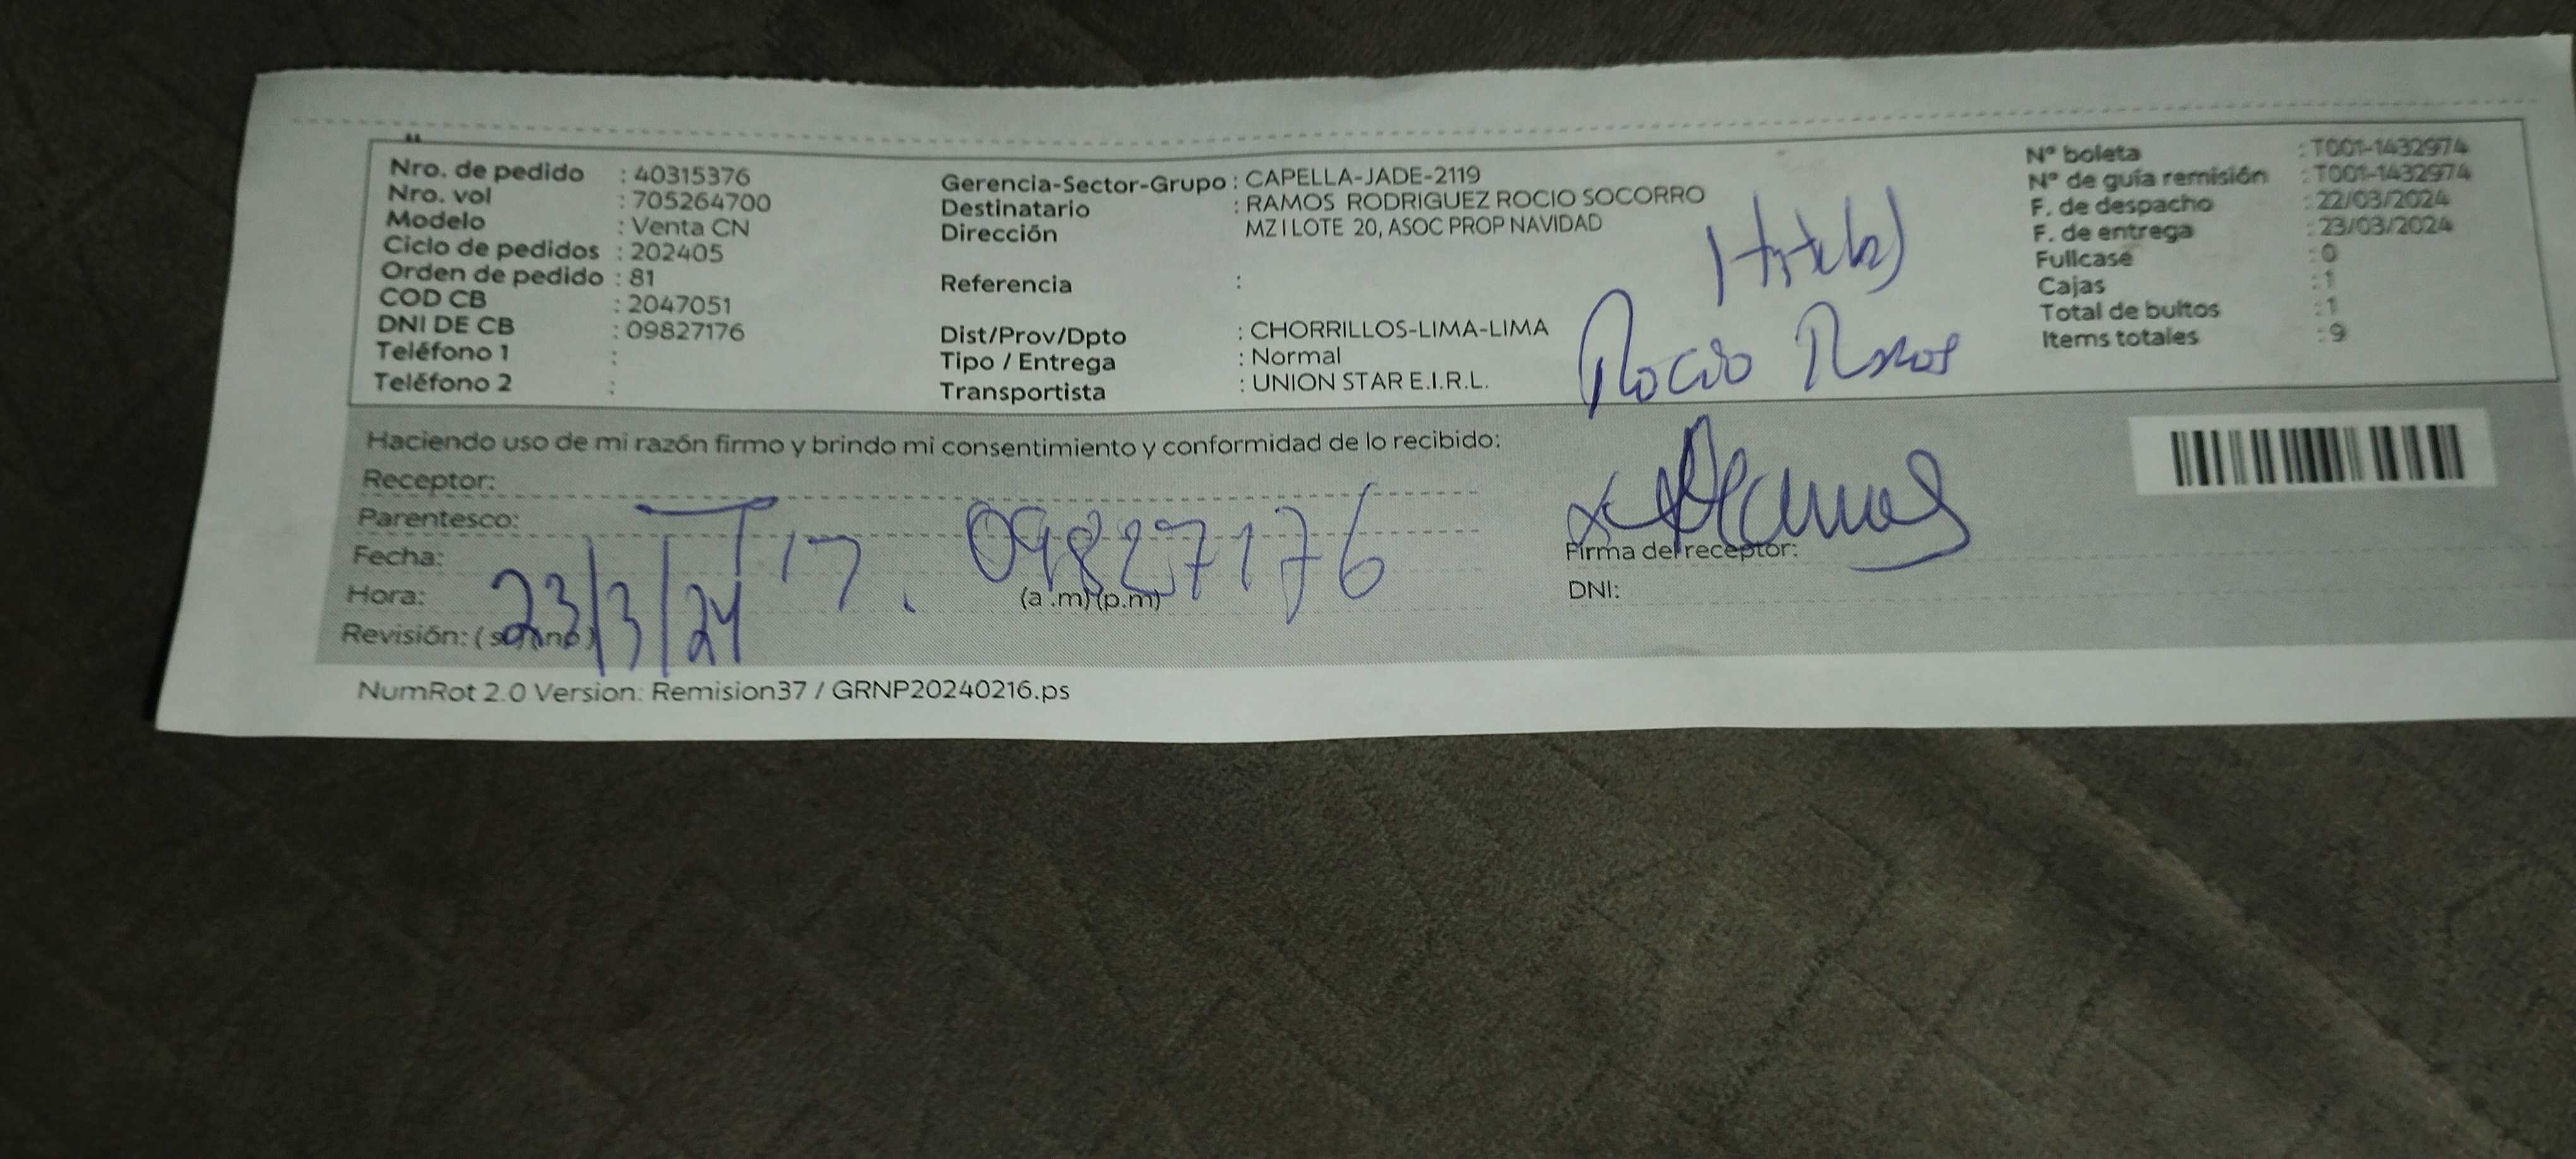 Nro. de pedido : 40315376
Nro. vol : 705264700
Modelo : Venta CN
Ciclo de pedidos : 202405
Orden de pedido : 81
COD CB : 2047051
DNI DE CB : 09827176
Teléfono 1 :
Teléfono 2 :
Gerencia-Sector-Grupo : CAPELLA-JADE-2119
Destinatario : RAMOS RODRIGUEZ ROCIO SOCORRO
Dirección MZ I LOTE 20, ASOC PROP NAVIDAD
Referencia :
Dist/Prov/Dpto : CHORRILLOS-LIMA-LIMA
Tipo / Entrega : Normal
Transportista : UNION STAR E.I.R.L.
Nº boleta : T001-1432974
Nº de guía remisión : T001-1432974
F. de despacho : 22/03/2024
F. de entrega : 23/03/2024
Fullcase : 0
Cajas : 1
Total de bultos : 1
Items totales : 9
Rocio Ramos
Haciendo uso de mi razón firmo y brindo mi consentimiento y conformidad de lo recibido:
Receptor:
Parentesco: 09827176
Fecha:
Hora: 23/3/24 (a .m) (p.m)
Revisión: ( si ) (no )
Ramos
Firma del receptor:
DNI:
NumRot 2.0 Version: Remision37 / GRNP20240216.ps